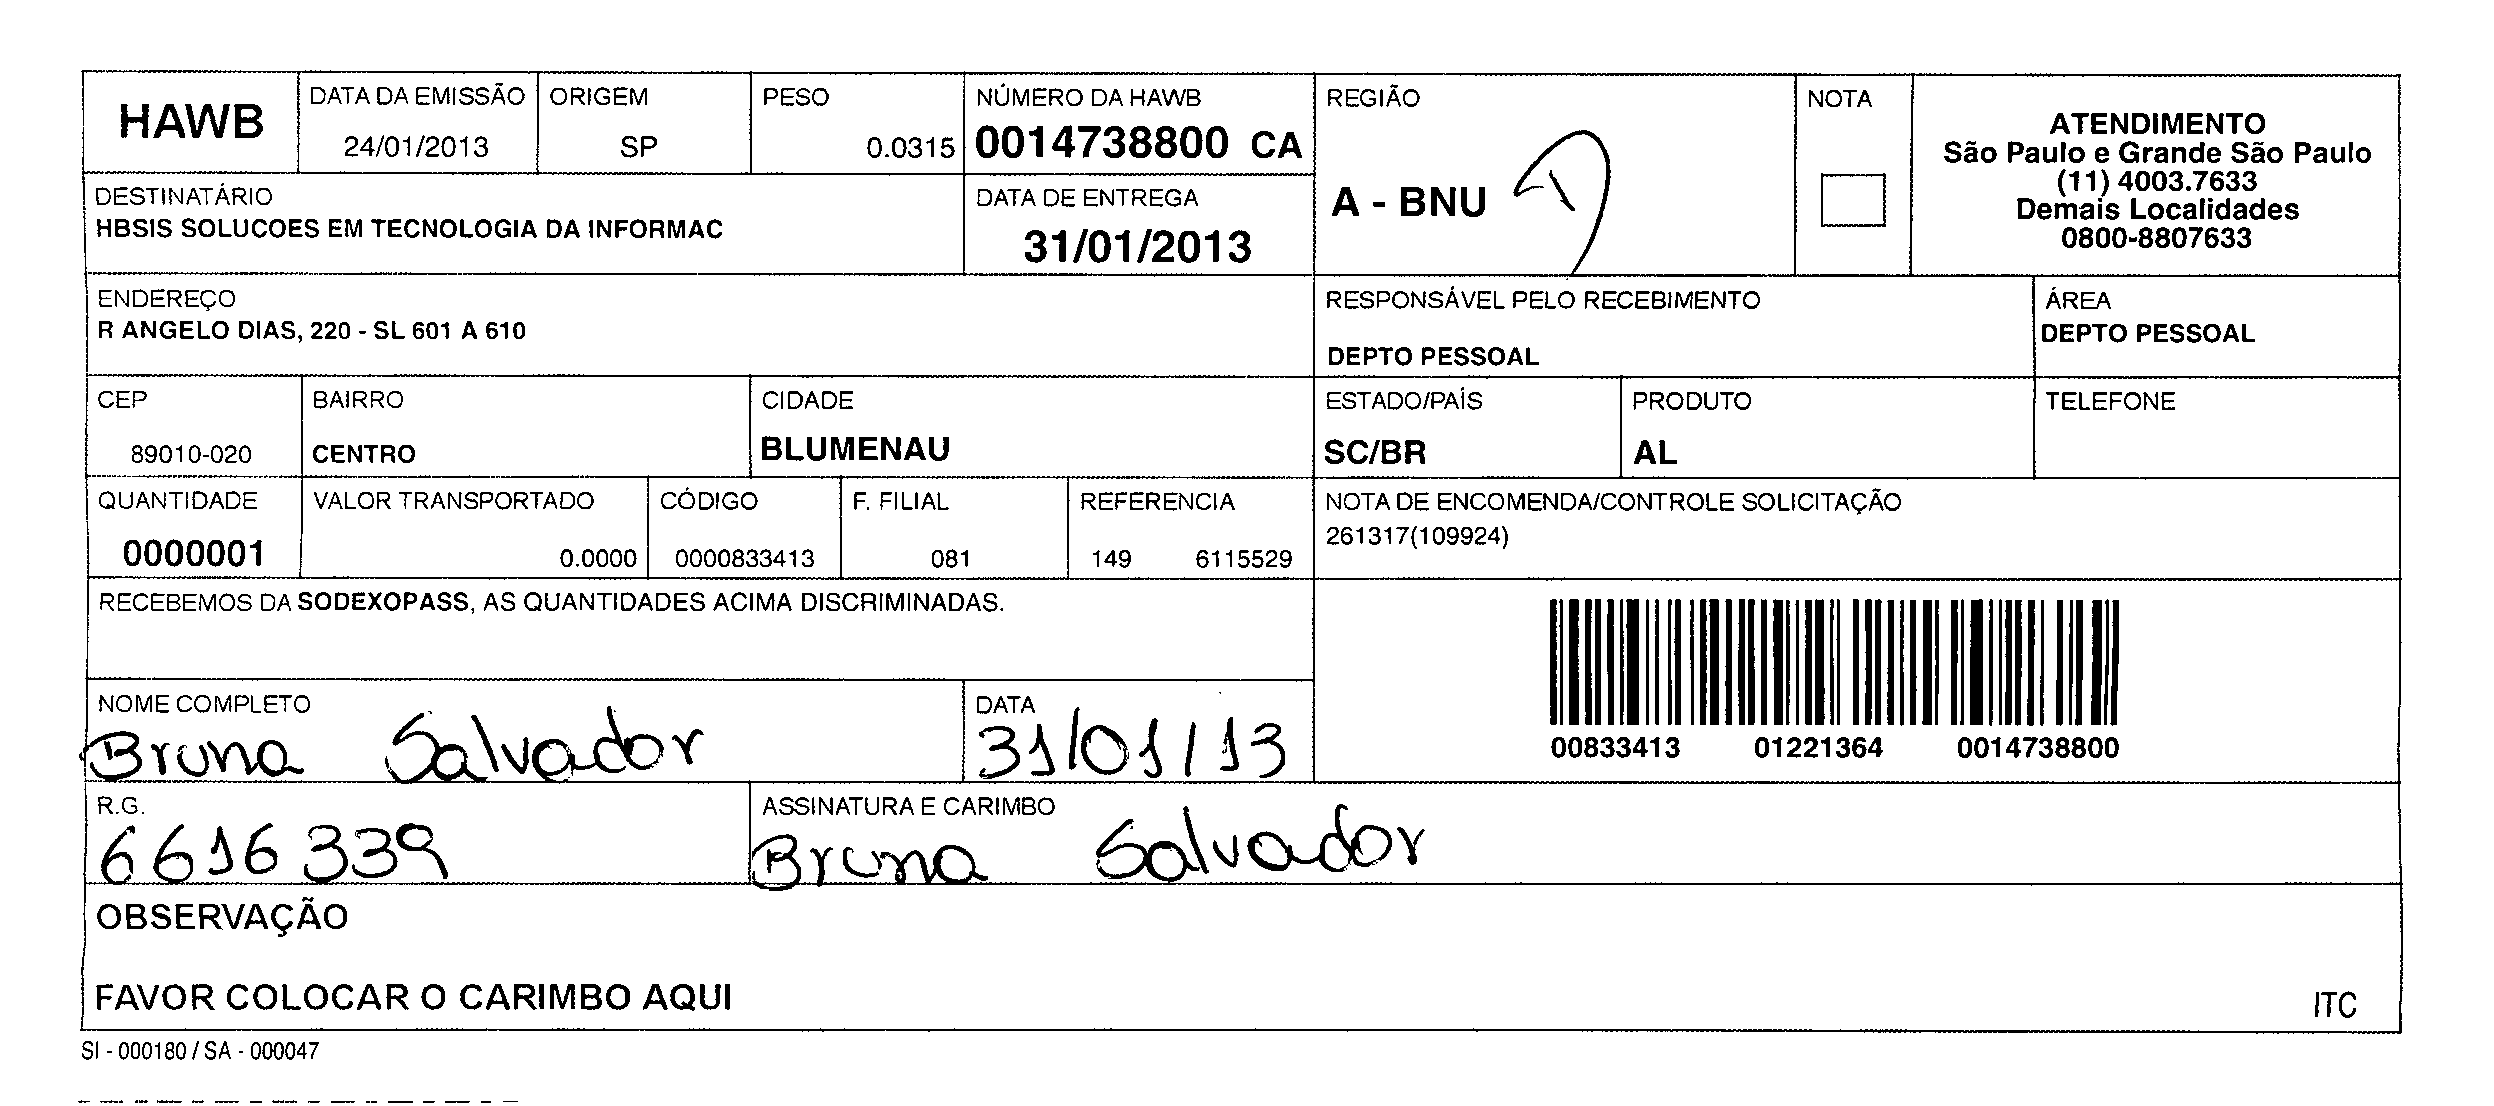 HAWB
DATA DA EMISSÃO
24/01/2013
ORIGEM
SP
PESO
0.0315
NÚMERO DA HAWB
0014738800 CA
REGIÃO
A - BNU
NOTA
ATENDIMENTO
São Paulo e Grande São Paulo
(11) 4003.7633
Demais Localidades
0800-8807633
DESTINATÁRIO
HBSIS SOLUCOES EM TECNOLOGIA DA INFORMAC
DATA DE ENTREGA
31/01/2013
ENDEREÇO
R ANGELO DIAS, 220 - SL 601 A 610
RESPONSÁVEL PELO RECEBIMENTO
DEPTO PESSOAL
ÁREA
DEPTO PESSOAL
CEP
89010-020
BAIRRO
CENTRO
CIDADE
BLUMENAU
ESTADO/PAÍS
SC/BR
PRODUTO
AL
TELEFONE
QUANTIDADE
0000001
VALOR TRANSPORTADO
0.0000
CÓDIGO
0000833413
F. FILIAL
081
REFERENCIA
149 6115529
NOTA DE ENCOMENDA/CONTROLE SOLICITAÇÃO
261317(109924)
RECEBEMOS DA SODEXOPASS, AS QUANTIDADES ACIMA DISCRIMINADAS.
00833413 01221364 0014738800
NOME COMPLETO
Bruna Salvador
DATA
31/01/13
R.G.
6616339
ASSINATURA E CARIMBO
Bruna Salvador
OBSERVAÇÃO
FAVOR COLOCAR O CARIMBO AQUI
ITC
SI - 000180 / SA - 000047